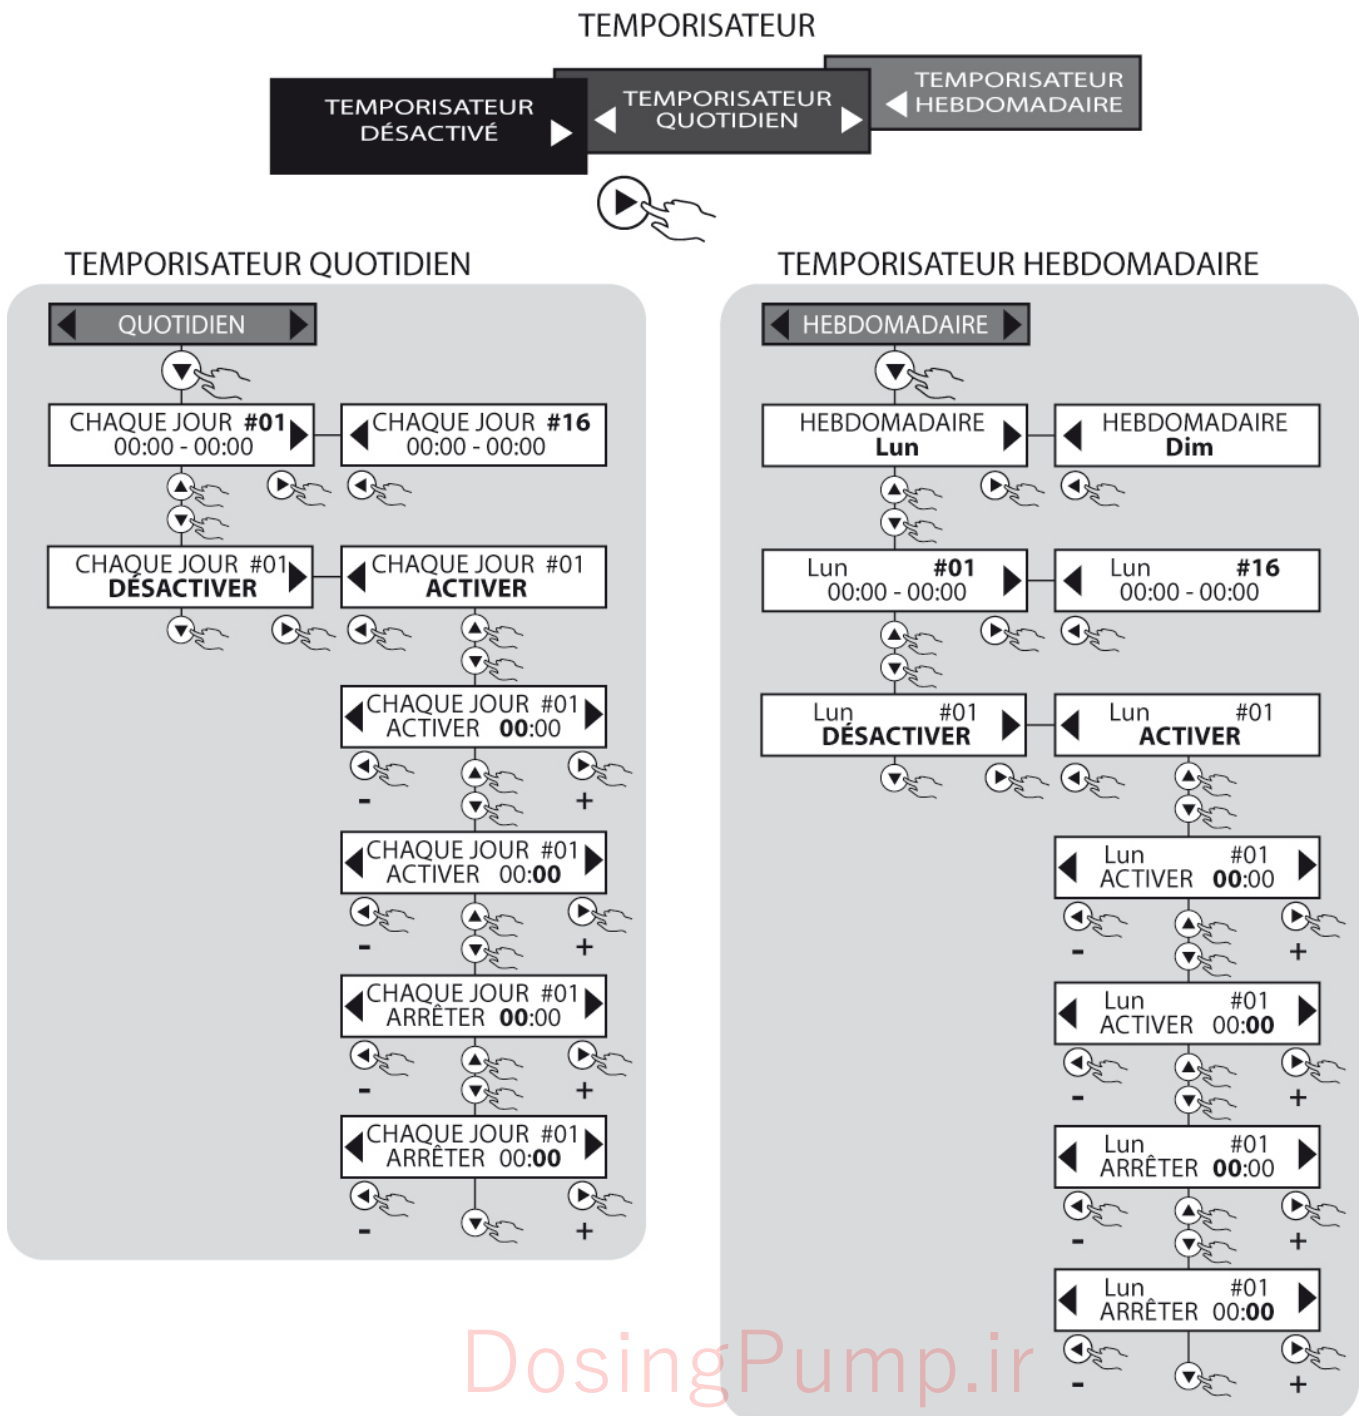 TEMPORISATEUR
TEMPORISATEUR
DÉSACTIVÉ
TEMPORISATEUR
QUOTIDIEN
TEMPORISATEUR
HEBDOMADAIRE
TEMPORISATEUR QUOTIDIEN
QUOTIDIEN
CHAQUE JOUR #01
00:00 - 00:00
CHAQUE JOUR #16
00:00 - 00:00
CHAQUE JOUR #01
DÉSACTIVER
CHAQUE JOUR #01
ACTIVER
CHAQUE JOUR #01
ACTIVER 00:00
- +
CHAQUE JOUR #01
ACTIVER 00:00
- +
CHAQUE JOUR #01
ARRÊTER 00:00
- +
CHAQUE JOUR #01
ARRÊTER 00:00
- +
TEMPORISATEUR HEBDOMADAIRE
HEBDOMADAIRE
HEBDOMADAIRE
Lun
HEBDOMADAIRE
Dim
Lun #01
00:00 - 00:00
Lun #16
00:00 - 00:00
Lun #01
DÉSACTIVER
Lun #01
ACTIVER
Lun #01
ACTIVER 00:00
- +
Lun #01
ACTIVER 00:00
- +
Lun #01
ARRÊTER 00:00
- +
Lun #01
ARRÊTER 00:00
- +
DosingPump.ir